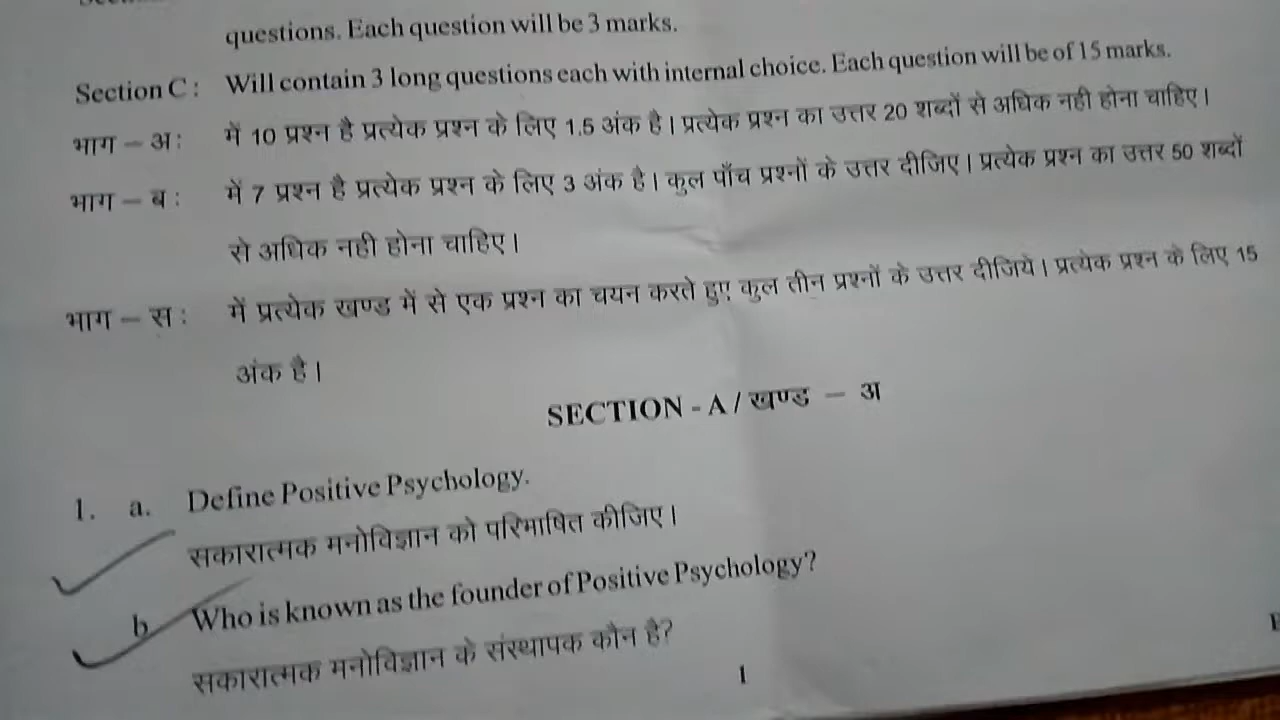 questions. Each question will be 3 marks.
Section C : Will contain 3 long questions each with internal choice. Each question will be of 15 marks.
भाग – अ : में 10 प्रश्न है प्रत्येक प्रश्न के लिए 1.5 अंक है। प्रत्येक प्रश्न का उत्तर 20 शब्दों से अधिक नही होना चाहिए।
भाग – ब : में 7 प्रश्न है प्रत्येक प्रश्न के लिए 3 अंक है। कुल पाँच प्रश्नों के उत्तर दीजिए। प्रत्येक प्रश्न का उत्तर 50 शब्दों
से अधिक नही होना चाहिए।
भाग – स : में प्रत्येक खण्ड में से एक प्रश्न का चयन करते हुए कुल तीन प्रश्नों के उत्तर दीजिये। प्रत्येक प्रश्न के लिए 15
अंक है।
SECTION - A / खण्ड – अ
1. a. Define Positive Psychology.
सकारात्मक मनोविज्ञान को परिभाषित कीजिए।
b Who is known as the founder of Positive Psychology?
सकारात्मक मनोविज्ञान के संस्थापक कौन है?
1